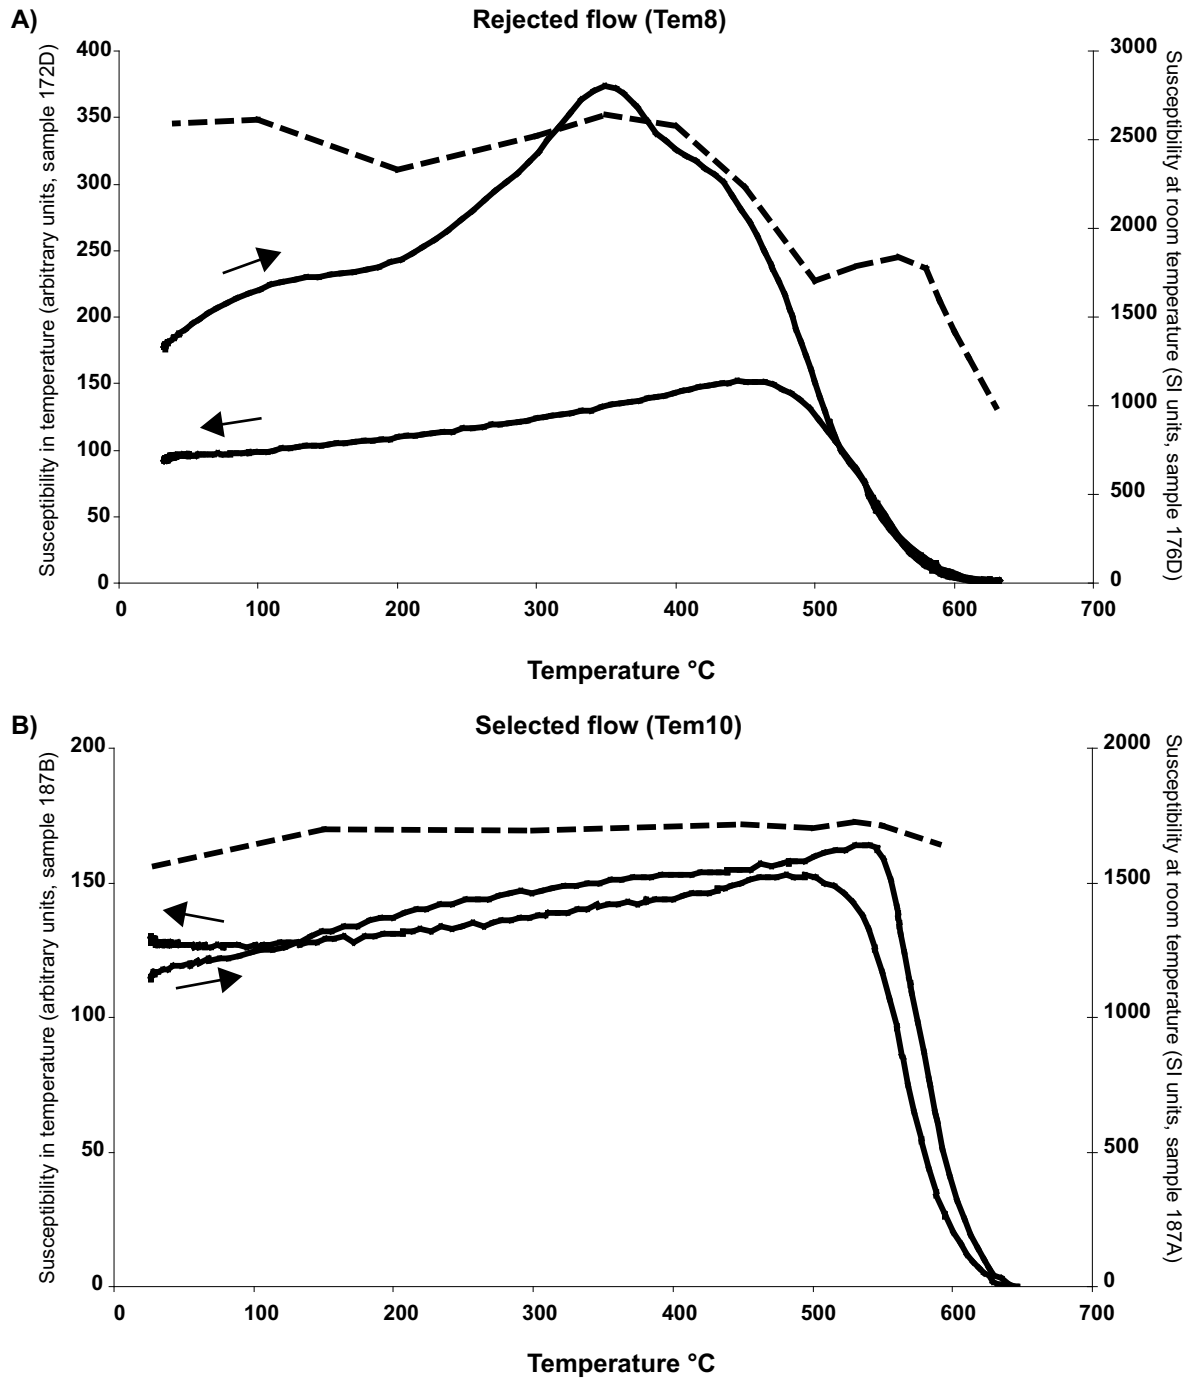 A)
Rejected flow (Tem8)
Susceptibility in temperature (arbitrary units, sample 172D)
400
350
300
250
200
150
100
50
0
3000
2500
2000
1500
1000
500
0
Susceptibility at room temperature (SI units, sample 176D)
0 100 200 300 400 500 600 700
Temperature °C
B)
Selected flow (Tem10)
Susceptibility in temperature (arbitrary units, sample 187B)
200
150
100
50
0
2000
1500
1000
500
0
Susceptibility at room temperature (SI units, sample 187A)
0 100 200 300 400 500 600 700
Temperature °C